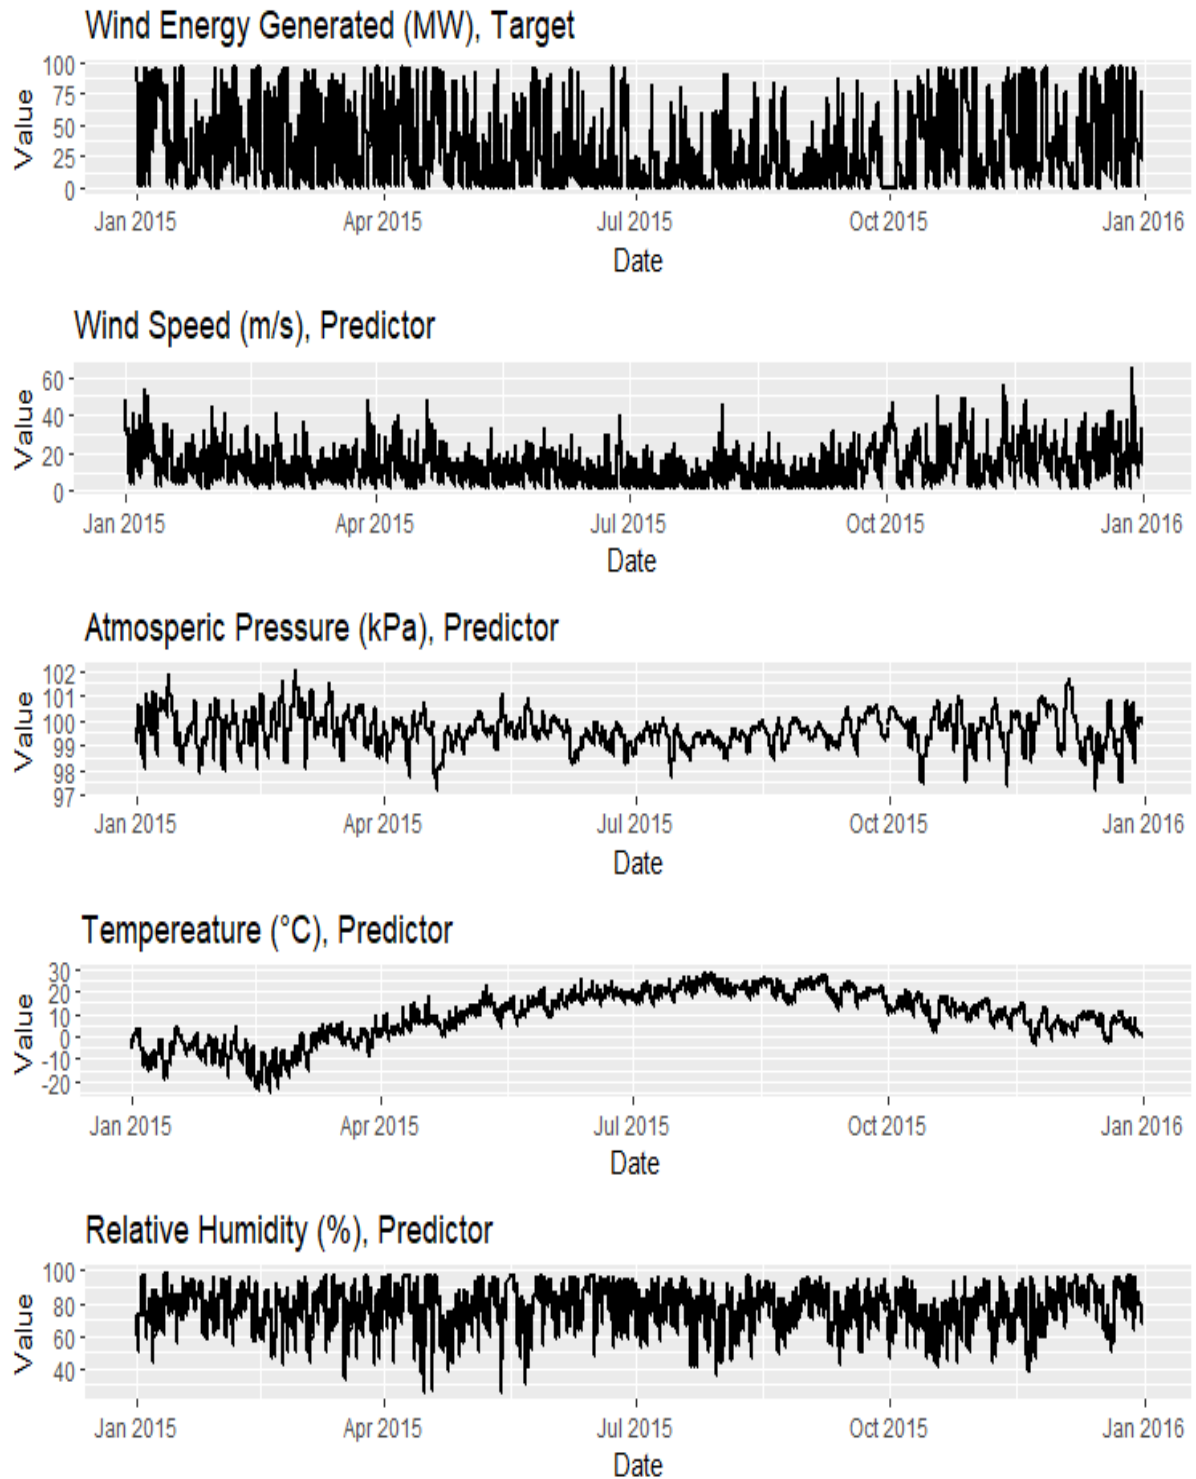 Wind Energy Generated (MW), Target
100
75
50
25
0
Value
Jan 2015 Apr 2015 Jul 2015 Oct 2015 Jan 2016
Date
Wind Speed (m/s), Predictor
60
40
20
0
Value
Jan 2015 Apr 2015 Jul 2015 Oct 2015 Jan 2016
Date
Atmosperic Pressure (kPa), Predictor
102
101
100
99
98
97
Value
Jan 2015 Apr 2015 Jul 2015 Oct 2015 Jan 2016
Date
Tempereature (°C), Predictor
30
20
10
0
-10
-20
Value
Jan 2015 Apr 2015 Jul 2015 Oct 2015 Jan 2016
Date
Relative Humidity (%), Predictor
100
80
60
40
Value
Jan 2015 Apr 2015 Jul 2015 Oct 2015 Jan 2016
Date